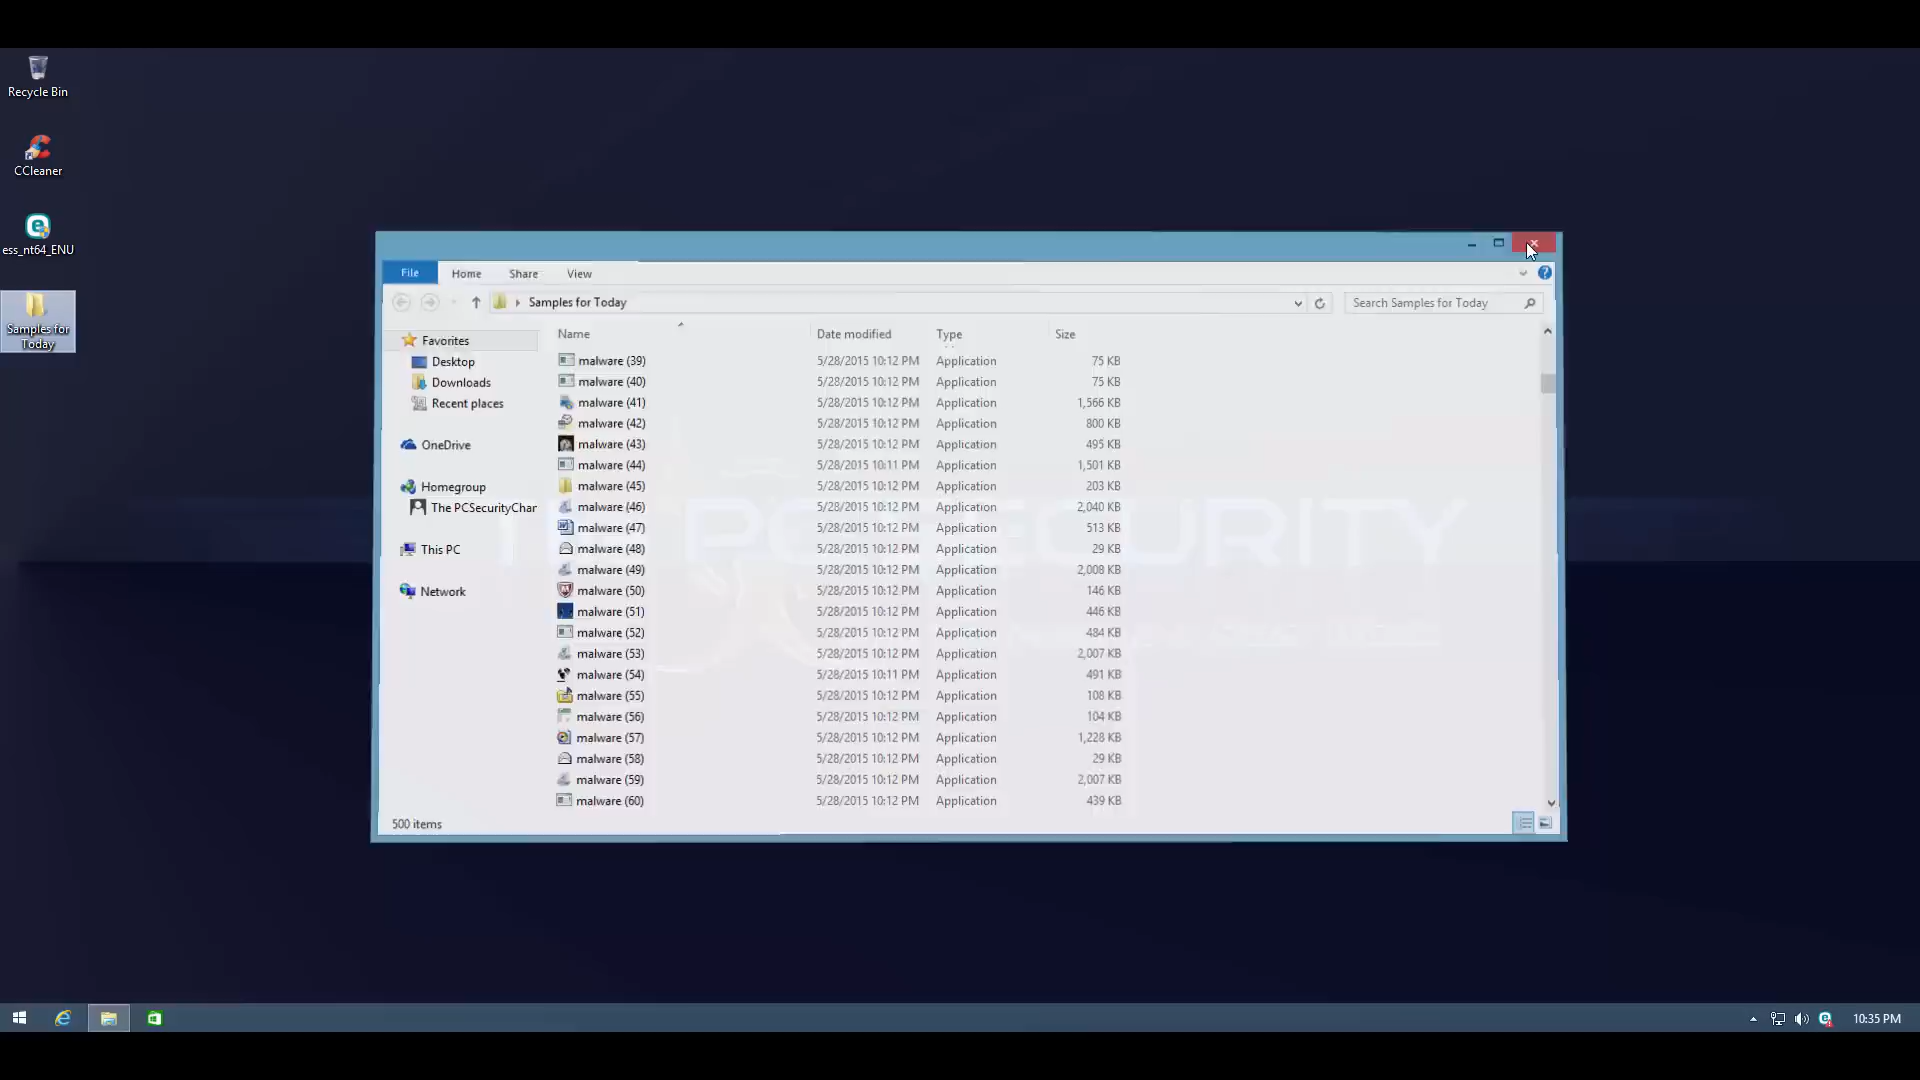 Recycle Bin
CCleaner
ess_nt64_ENU
Samples for
Today
File Home Share View
Samples for Today
Search Samples for Today
Name Date modified Type Size
Favorites
Desktop
Downloads
Recent places
OneDrive
Homegroup
The PCSecurityChar
This PC
Network
malware (39) 5/28/2015 10:12 PM Application 75 KB
malware (40) 5/28/2015 10:12 PM Application 75 KB
malware (41) 5/28/2015 10:12 PM Application 1,566 KB
malware (42) 5/28/2015 10:12 PM Application 800 KB
malware (43) 5/28/2015 10:12 PM Application 495 KB
malware (44) 5/28/2015 10:11 PM Application 1,501 KB
malware (45) 5/28/2015 10:12 PM Application 203 KB
malware (46) 5/28/2015 10:12 PM Application 2,040 KB
malware (47) 5/28/2015 10:12 PM Application 513 KB
malware (48) 5/28/2015 10:12 PM Application 29 KB
malware (49) 5/28/2015 10:12 PM Application 2,008 KB
malware (50) 5/28/2015 10:12 PM Application 146 KB
malware (51) 5/28/2015 10:12 PM Application 446 KB
malware (52) 5/28/2015 10:12 PM Application 484 KB
malware (53) 5/28/2015 10:12 PM Application 2,007 KB
malware (54) 5/28/2015 10:11 PM Application 491 KB
malware (55) 5/28/2015 10:12 PM Application 108 KB
malware (56) 5/28/2015 10:12 PM Application 104 KB
malware (57) 5/28/2015 10:12 PM Application 1,228 KB
malware (58) 5/28/2015 10:12 PM Application 29 KB
malware (59) 5/28/2015 10:12 PM Application 2,007 KB
malware (60) 5/28/2015 10:12 PM Application 439 KB
PC SECURITY
500 items
10:35 PM